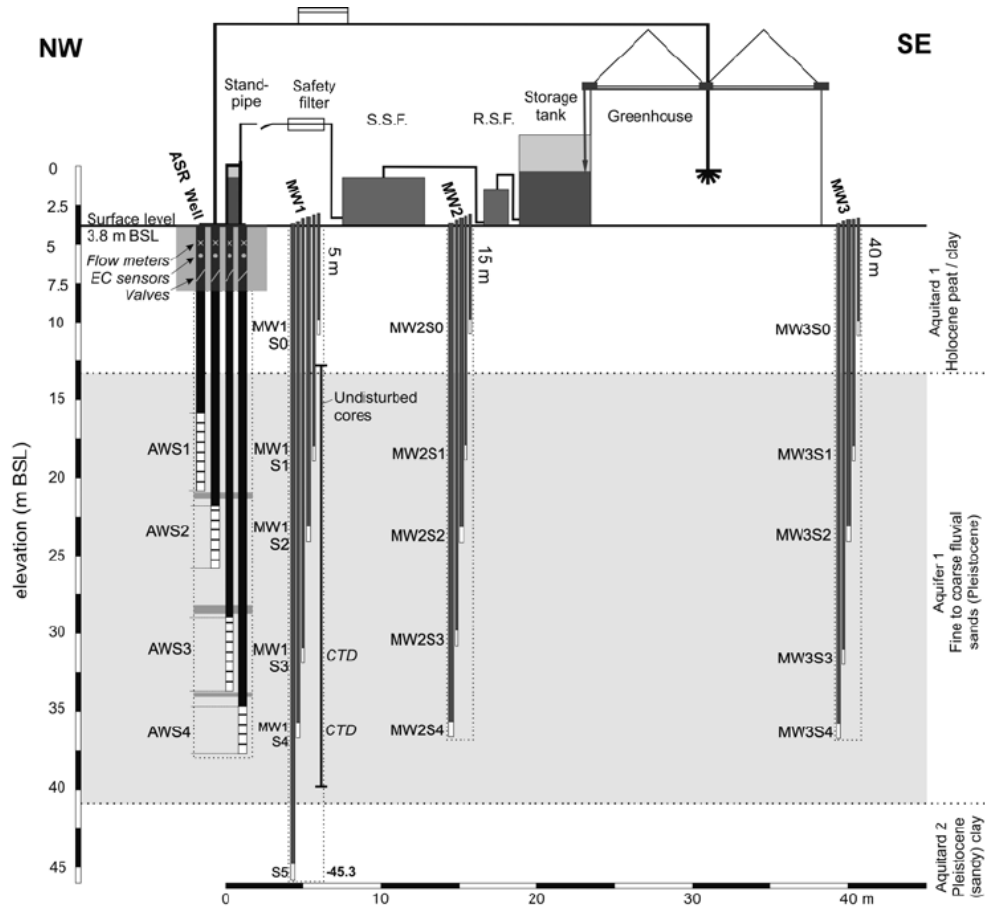 NW
SE
Stand-
pipe
Safety
filter
S.S.F.
R.S.F.
Storage
tank
Greenhouse
ASR Well
MW1
MW2
MW3
0
2.5
5
7.5
10
15
20
25
30
35
40
45
elevation (m BSL)
Surface level
3.8 m BSL
Flow meters
EC sensors
Valves
5 m
15 m
40 m
MW1
S0
MW2S0
MW3S0
Undisturbed
cores
AWS1
MW1
S1
MW2S1
MW3S1
AWS2
MW1
S2
MW2S2
MW3S2
AWS3
MW1
S3
CTD
MW2S3
MW3S3
AWS4
MW1
S4
CTD
MW2S4
MW3S4
S5
-45.3
Aquitard 1
Holocene peat / clay
Aquifer 1
Fine to coarse fluvial
sands (Pleistocene)
Aquitard 2
Pleistocene
(sandy) clay
0
10
20
30
40 m